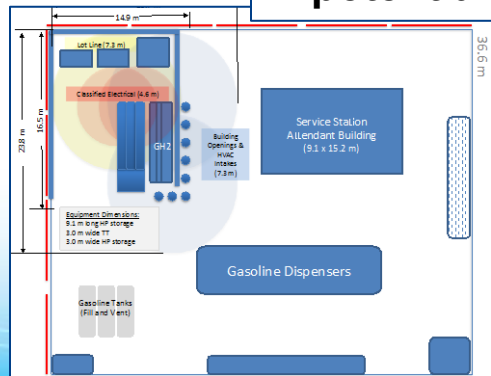 14.9 m
36.6 m
Lot Line (7.3 m)
Classified Electrical (4.6 m)
16.5 m
23.8 m
GH2
Building
Openings &
HVAC
Intakes
(7.3 m)
Service Station
Attendant Building
(9.1 x 15.2 m)
Equipment Dimensions:
9.1 m long HP storage
3.0 m wide TT
3.0 m wide HP storage
Gasoline Dispensers
Gasoline Tanks
(Fill and Vent)